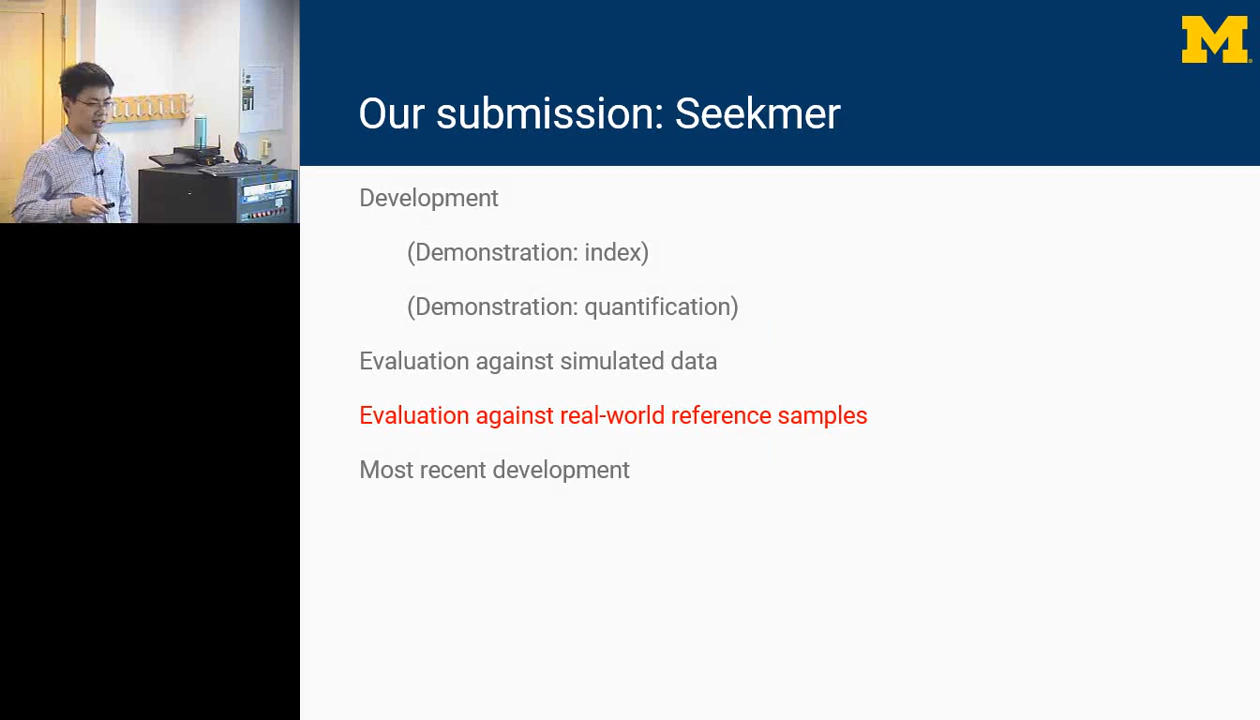 M
Our submission: Seekmer
Development
(Demonstration: index)
(Demonstration: quantification)
Evaluation against simulated data
Evaluation against real-world reference samples
Most recent development